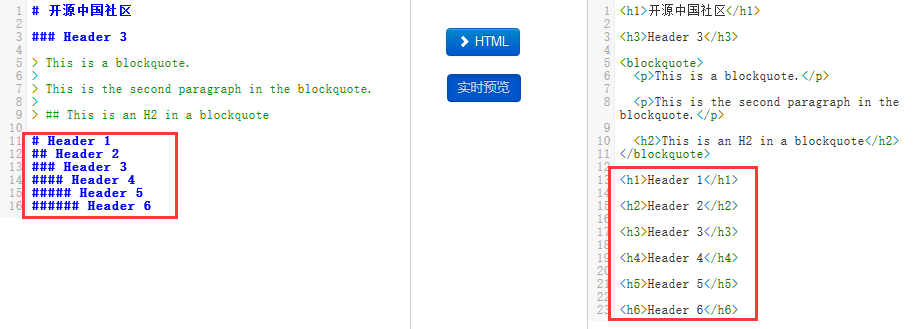 1 # 开源中国社区
2
3 ### Header 3
4
5 > This is a blockquote.
6 >
7 > This is the second paragraph in the blockquote.
8 >
9 > ## This is an H2 in a blockquote
10
11 # Header 1
12 ## Header 2
13 ### Header 3
14 #### Header 4
15 ##### Header 5
16 ###### Header 6
HTML
实时预览
1 <h1>开源中国社区</h1>
2
3 <h3>Header 3</h3>
4
5 <blockquote>
6 <p>This is a blockquote.</p>
7
8 <p>This is the second paragraph in the
blockquote.</p>
9
10 <h2>This is an H2 in a blockquote</h2>
11 </blockquote>
12
13 <h1>Header 1</h1>
14
15 <h2>Header 2</h2>
16
17 <h3>Header 3</h3>
18
19 <h4>Header 4</h4>
20
21 <h5>Header 5</h5>
22
23 <h6>Header 6</h6>